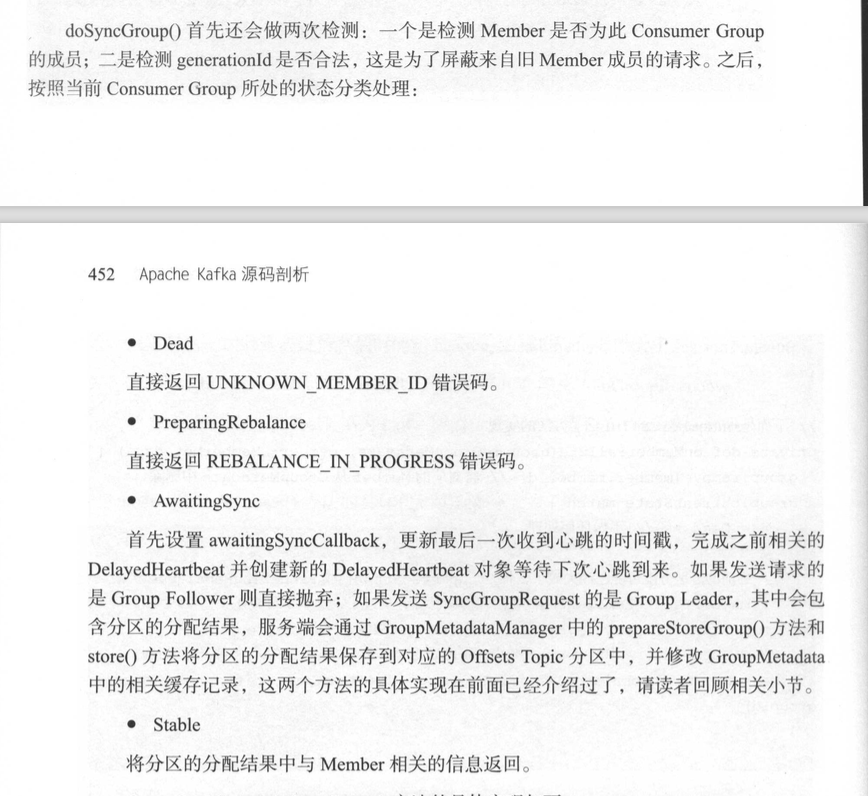 doSyncGroup() 首先还会做两次检测：一个是检测 Member 是否为此 Consumer Group
的成员；二是检测 generationId 是否合法，这是为了屏蔽来自旧 Member 成员的请求。之后，
按照当前 Consumer Group 所处的状态分类处理：
452 Apache Kafka 源码剖析
● Dead
直接返回 UNKNOWN_MEMBER_ID 错误码。
● PreparingRebalance
直接返回 REBALANCE_IN_PROGRESS 错误码。
● AwaitingSync
首先设置 awaitingSyncCallback，更新最后一次收到心跳的时间戳，完成之前相关的
DelayedHeartbeat 并创建新的 DelayedHeartbeat 对象等待下次心跳到来。如果发送请求的
是 Group Follower 则直接抛弃；如果发送 SyncGroupRequest 的是 Group Leader，其中会包
含分区的分配结果，服务端会通过 GroupMetadataManager 中的 prepareStoreGroup() 方法和
store() 方法将分区的分配结果保存到对应的 Offsets Topic 分区中，并修改 GroupMetadata
中的相关缓存记录，这两个方法的具体实现在前面已经介绍过了，请读者回顾相关小节。
● Stable
将分区的分配结果中与 Member 相关的信息返回。